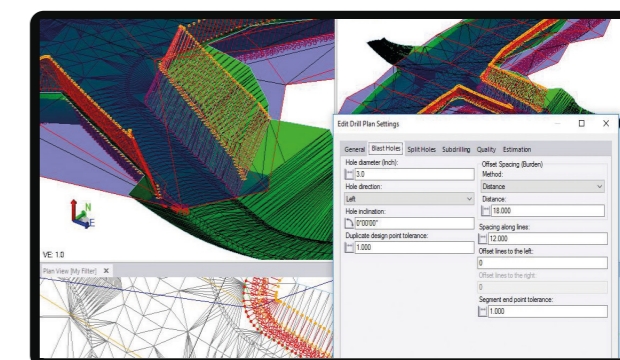 N
E
VE: 1.0
Plan View [My Filter] X
Edit Drill Plan Settings
General Blast Holes Split Holes Subdrilling Quality Estimation
Hole diameter (Inch):
3.0
Hole direction:
Left
Hole inclination:
0°00'00"
Duplicate design point tolerance:
1.000
Offset Spacing (Burden)
Method:
Distance
Distance:
18.000
Spacing along lines:
12.000
Offset lines to the left:
0
Offset lines to the right:
0
Segment end point tolerance:
1.000